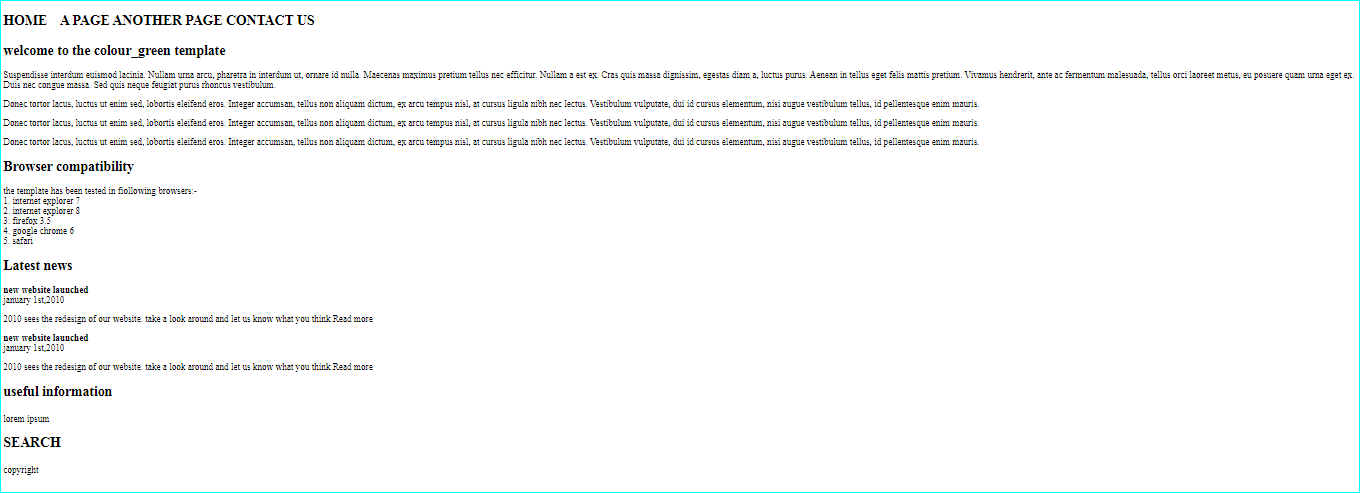 HOME A PAGE ANOTHER PAGE CONTACT US
welcome to the colour_green template
Suspendisse interdum euismod lacinia. Nullam urna arcu, pharetra in interdum ut, ornare id nulla. Maecenas maximus pretium tellus nec efficitur. Nullam a est ex. Cras quis massa dignissim, egestas diam a, luctus purus. Aenean in tellus eget felis mattis pretium. Vivamus hendrerit, ante ac fermentum malesuada, tellus orci laoreet metus, eu posuere quam urna eget ex.
Duis nec congue massa. Sed quis neque feugiat purus rhoncus vestibulum.
Donec tortor lacus, luctus ut enim sed, lobortis eleifend eros. Integer accumsan, tellus non aliquam dictum, ex arcu tempus nisl, at cursus ligula nibh nec lectus. Vestibulum vulputate, dui id cursus elementum, nisi augue vestibulum tellus, id pellentesque enim mauris.
Donec tortor lacus, luctus ut enim sed, lobortis eleifend eros. Integer accumsan, tellus non aliquam dictum, ex arcu tempus nisl, at cursus ligula nibh nec lectus. Vestibulum vulputate, dui id cursus elementum, nisi augue vestibulum tellus, id pellentesque enim mauris.
Donec tortor lacus, luctus ut enim sed, lobortis eleifend eros. Integer accumsan, tellus non aliquam dictum, ex arcu tempus nisl, at cursus ligula nibh nec lectus. Vestibulum vulputate, dui id cursus elementum, nisi augue vestibulum tellus, id pellentesque enim mauris.
Browser compatibility
the template has been tested in fiollowing browsers:-
1. internet explorer 7
2. internet explorer 8
3. firefox 3.5
4. google chrome 6
5. safari
Latest news
new website launched
january 1st,2010
2010 sees the redesign of our website. take a look around and let us know what you think.Read more
new website launched
january 1st,2010
2010 sees the redesign of our website. take a look around and let us know what you think.Read more
useful information
lorem ipsum
SEARCH
copyright